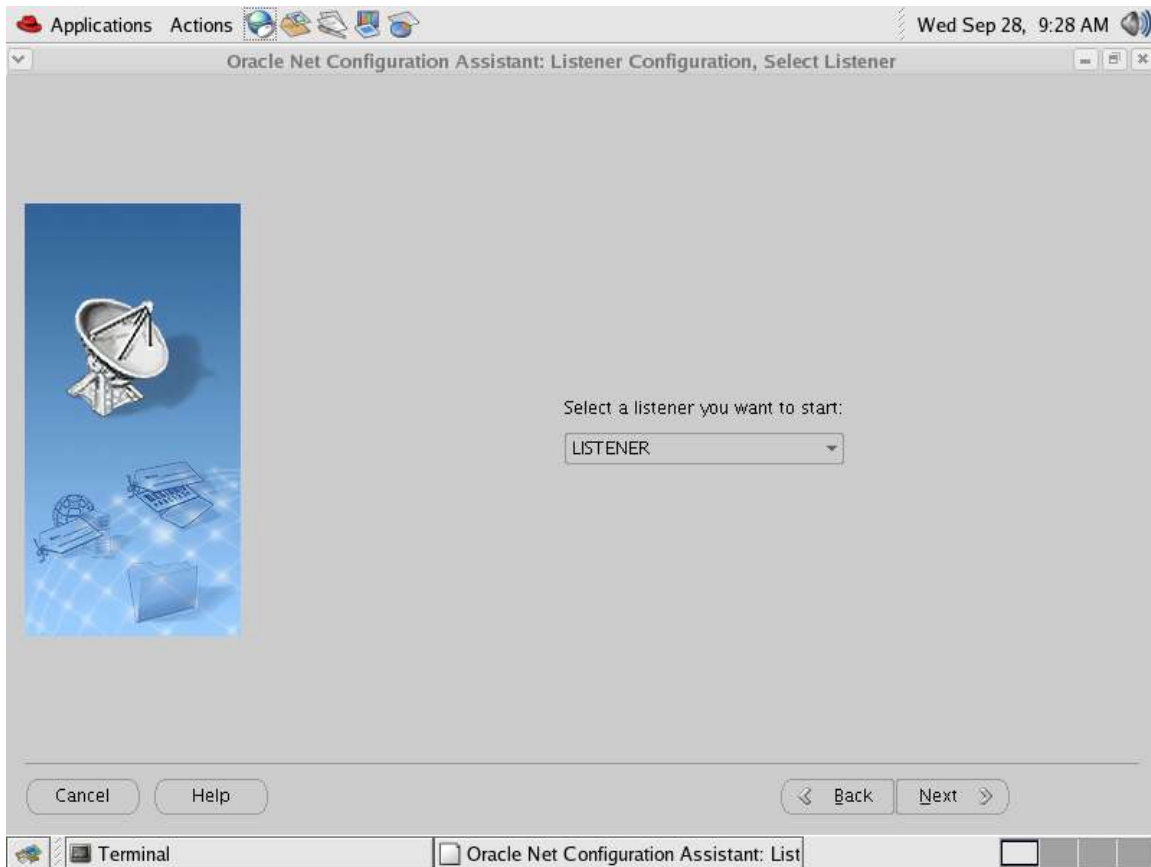 Applications Actions Wed Sep 28, 9:28 AM
Oracle Net Configuration Assistant: Listener Configuration, Select Listener
Select a listener you want to start:
LISTENER
Cancel Help Back Next
Terminal Oracle Net Configuration Assistant: List